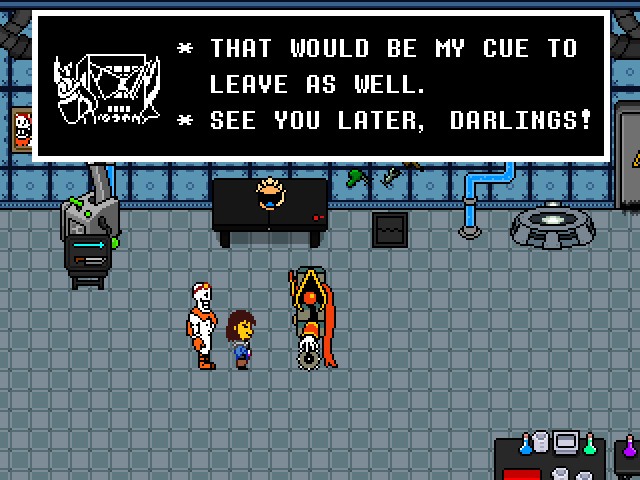 * THAT WOULD BE MY CUE TO
LEAVE AS WELL.
* SEE YOU LATER, DARLINGS!